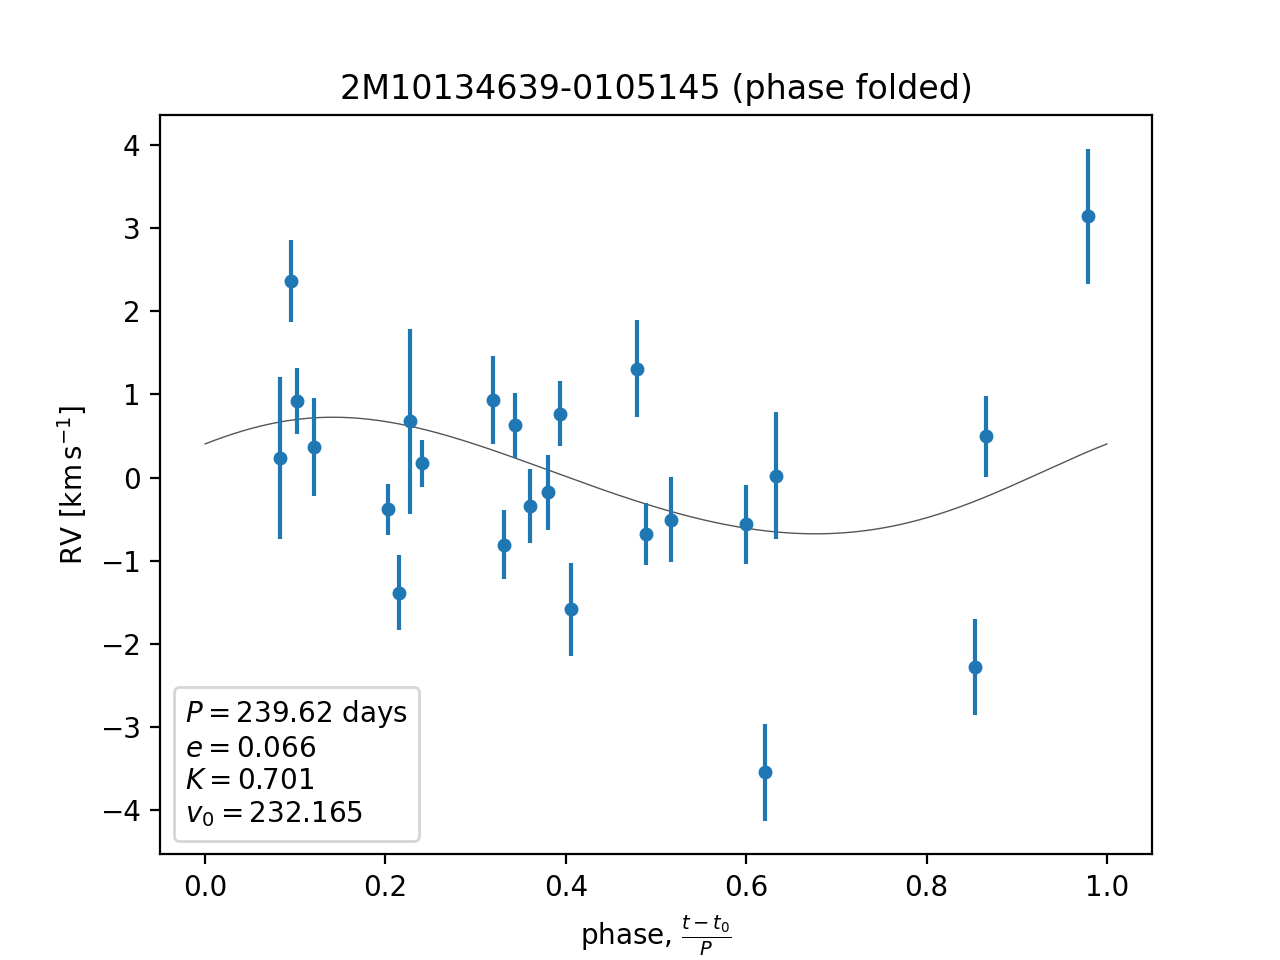 2M10134639-0105145 (phase folded)
RV [km s⁻¹]
4
3
2
1
0
−1
−2
−3
−4
P = 239.62 days
e = 0.066
K = 0.701
v₀ = 232.165
0.0 0.2 0.4 0.6 0.8 1.0
phase, (t − t₀)/P